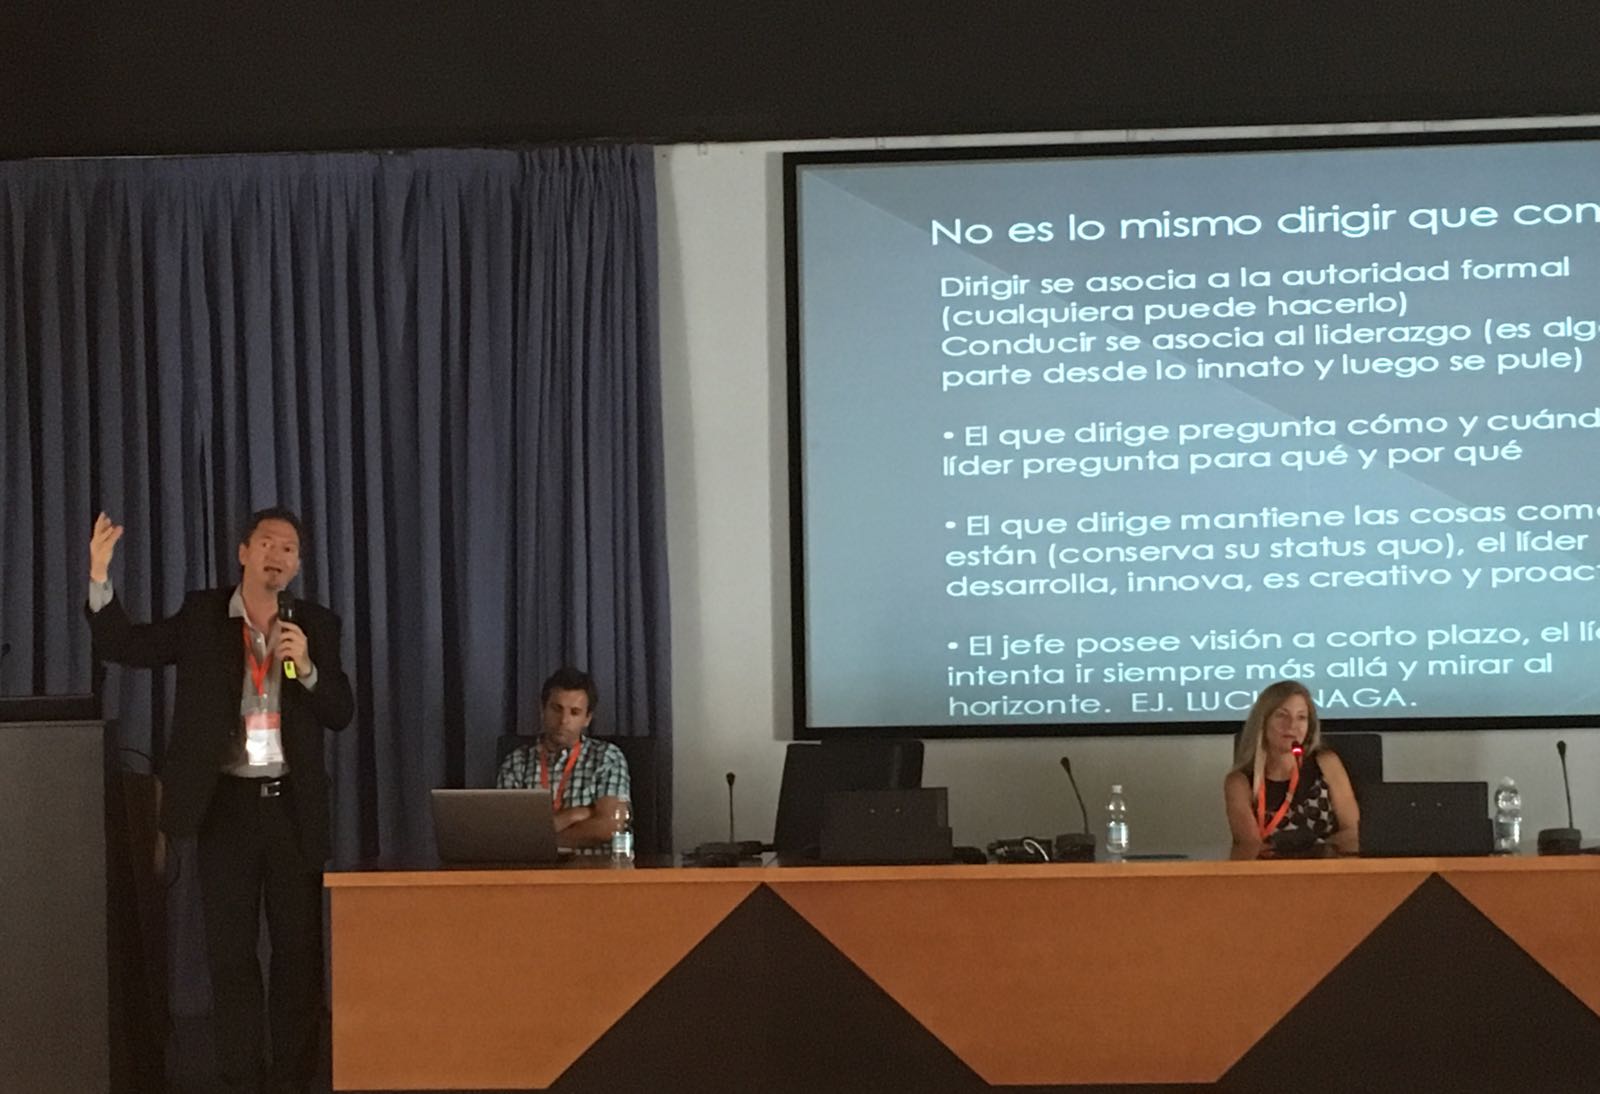 No es lo mismo dirigir que con
Dirigir se asocia a la autoridad formal
(cualquiera puede hacerlo)
Conducir se asocia al liderazgo (es alg
parte desde lo innato y luego se pule)
• El que dirige pregunta cómo y cuánd
líder pregunta para qué y por qué
• El que dirige mantiene las cosas com
están (conserva su status quo), el líder
desarrolla, innova, es creativo y proac
• El jefe posee visión a corto plazo, el lí
intenta ir siempre más allá y mirar al
horizonte. EJ. LUCI NAGA.